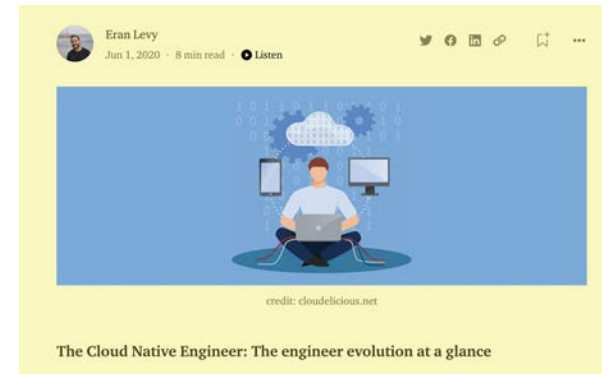 Eran Levy
Jun 1, 2020 · 8 min read · Listen
credit: cloudelicious.net
The Cloud Native Engineer: The engineer evolution at a glance